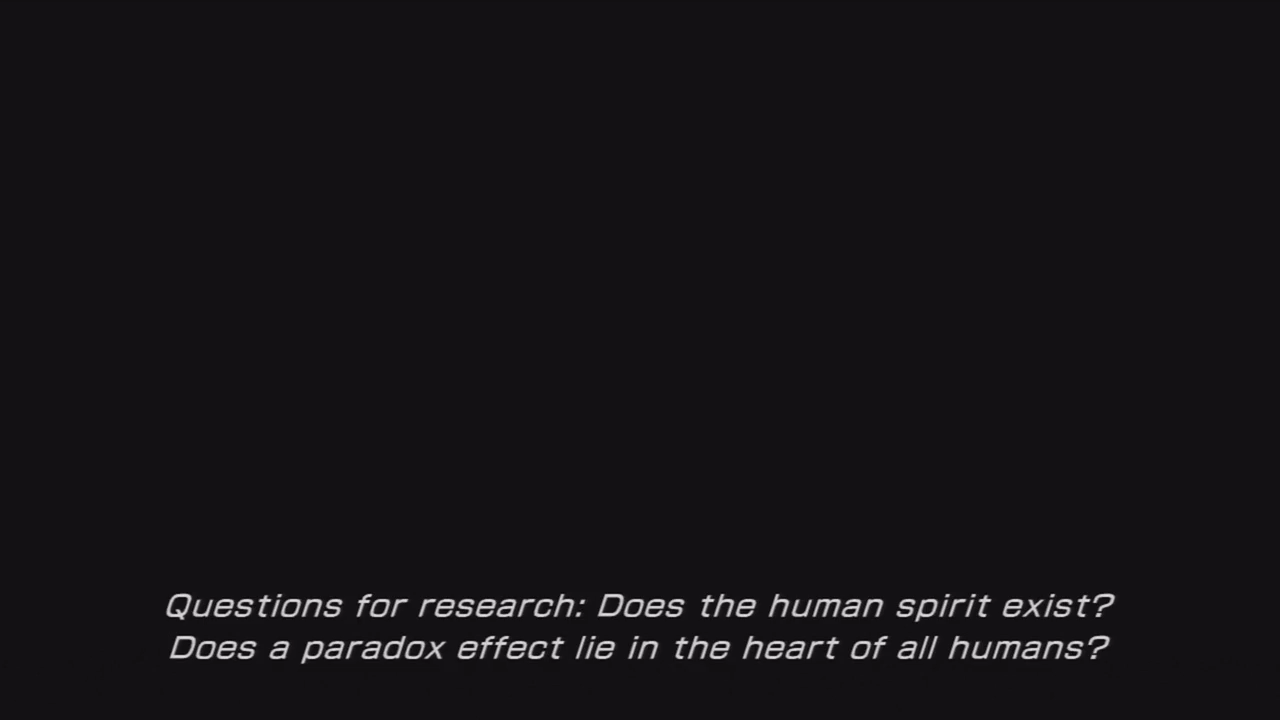 Questions for research: Does the human spirit exist?
Does a paradox effect lie in the heart of all humans?